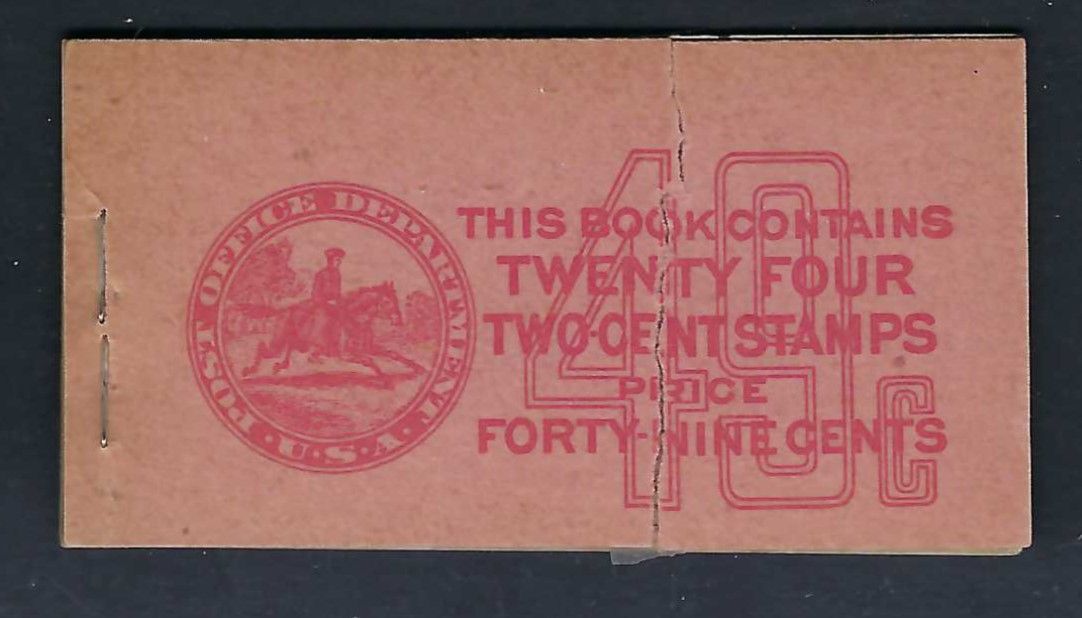 POST OFFICE DEPARTMENT
·U.S.A.·
THIS BOOK CONTAINS
TWENTY FOUR
TWO-CENT STAMPS
PRICE
FORTY-NINE CENTS
49c